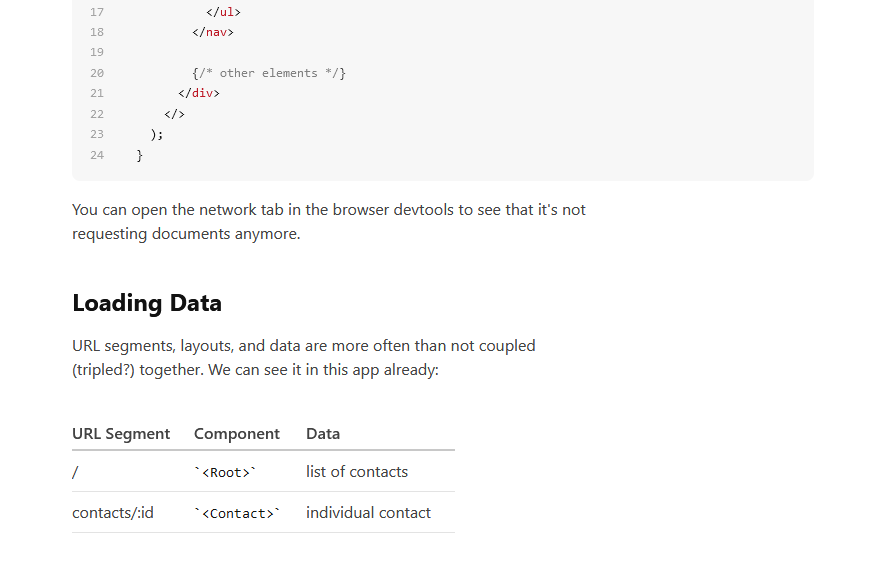 17 </ul>
18 </nav>
19
20 {/* other elements */}
21 </div>
22 </>
23 );
24 }
You can open the network tab in the browser devtools to see that it's not
requesting documents anymore.
Loading Data
URL segments, layouts, and data are more often than not coupled
(tripled?) together. We can see it in this app already:
URL Segment Component Data
/ `<Root>` list of contacts
contacts/:id `<Contact>` individual contact